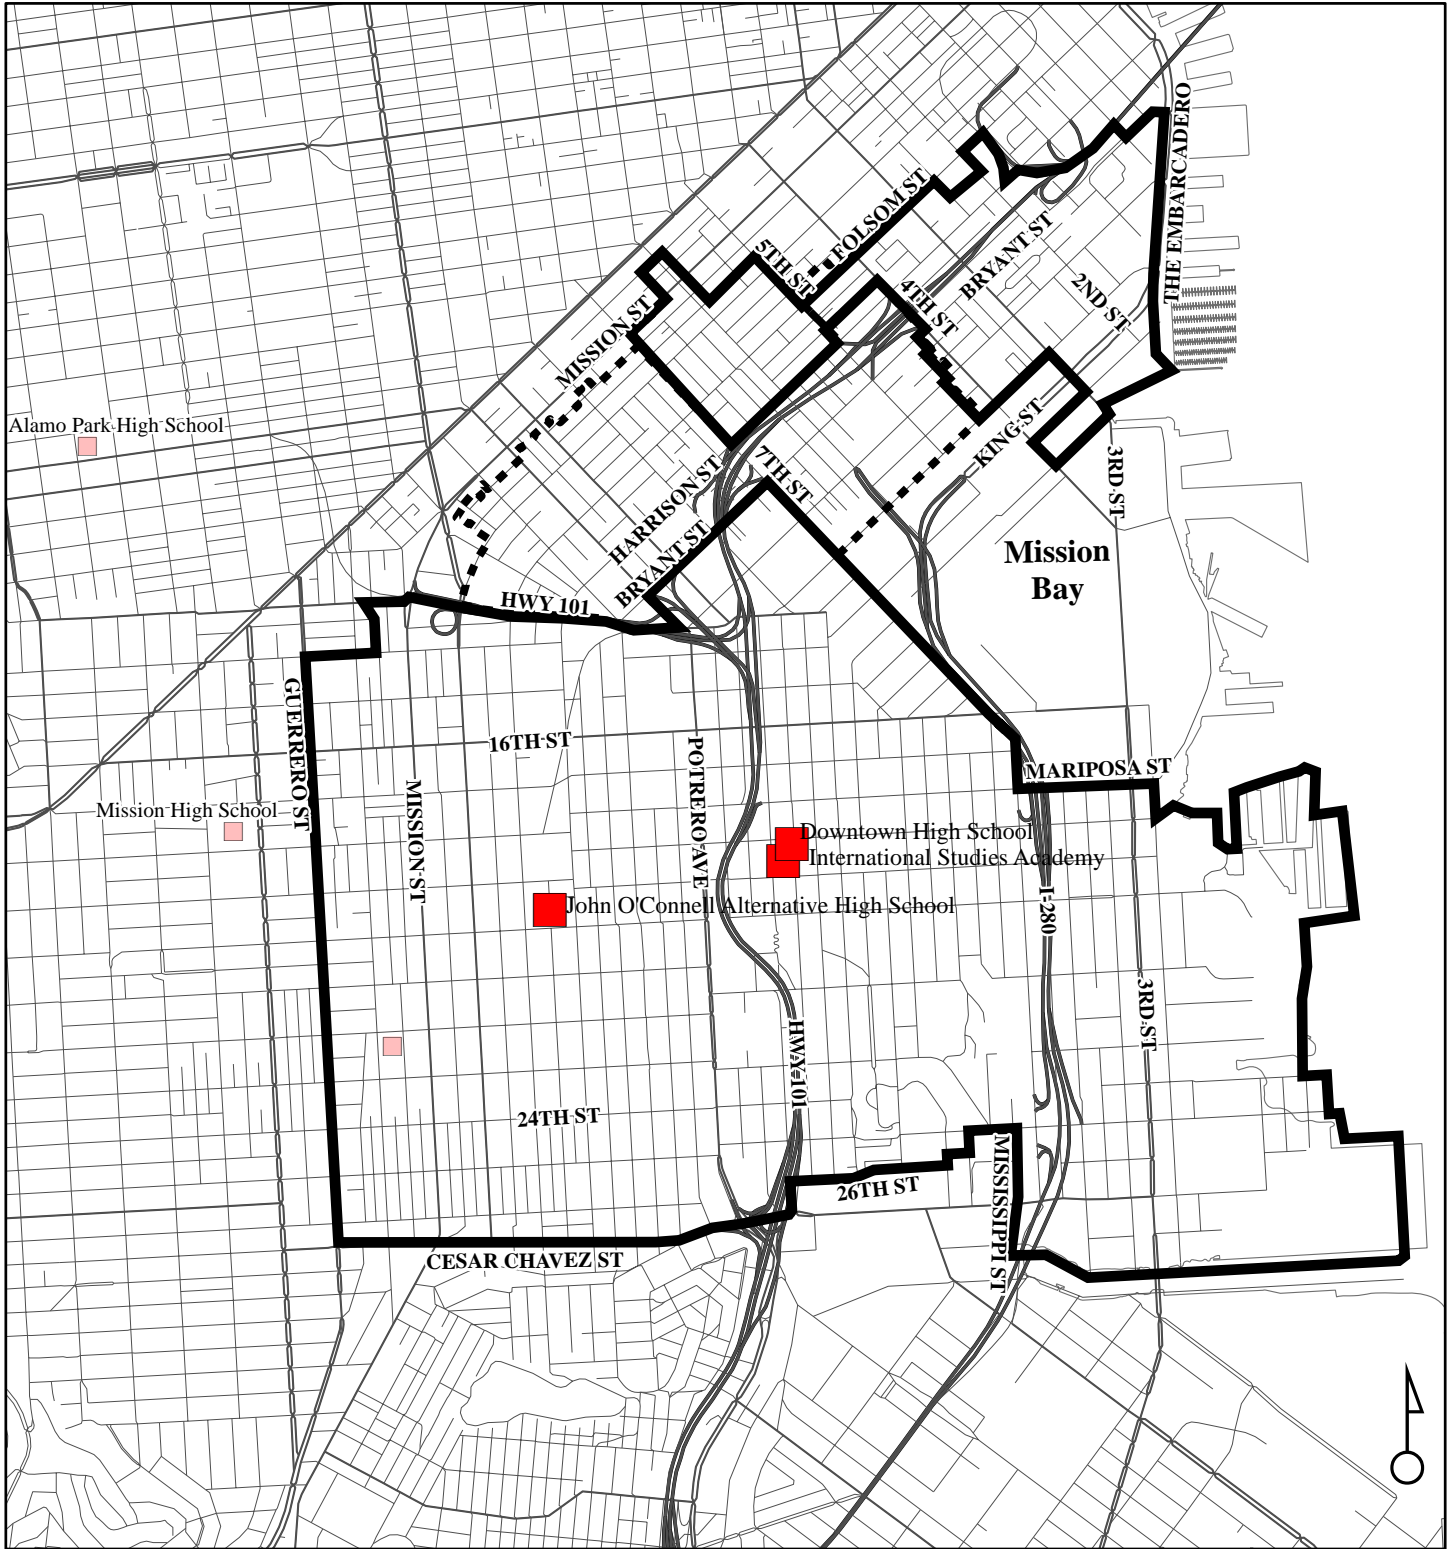 THE EMBARCADERO
FOLSOM ST
5TH ST
BRYANT ST
4TH ST
2ND ST
MISSION ST
KING ST
Alamo Park High School
7TH ST
3RD ST
HARRISON ST
BRYANT ST
Mission
Bay
HWY 101
GUERRERO ST
16TH ST
POTRERO AVE
MARIPOSA ST
MISSION ST
Mission High School
Downtown High School
International Studies Academy
John O'Connell Alternative High School
I-280
3RD ST
HWY 101
24TH ST
26TH ST
MISSISSIPPI ST
CESAR CHAVEZ ST